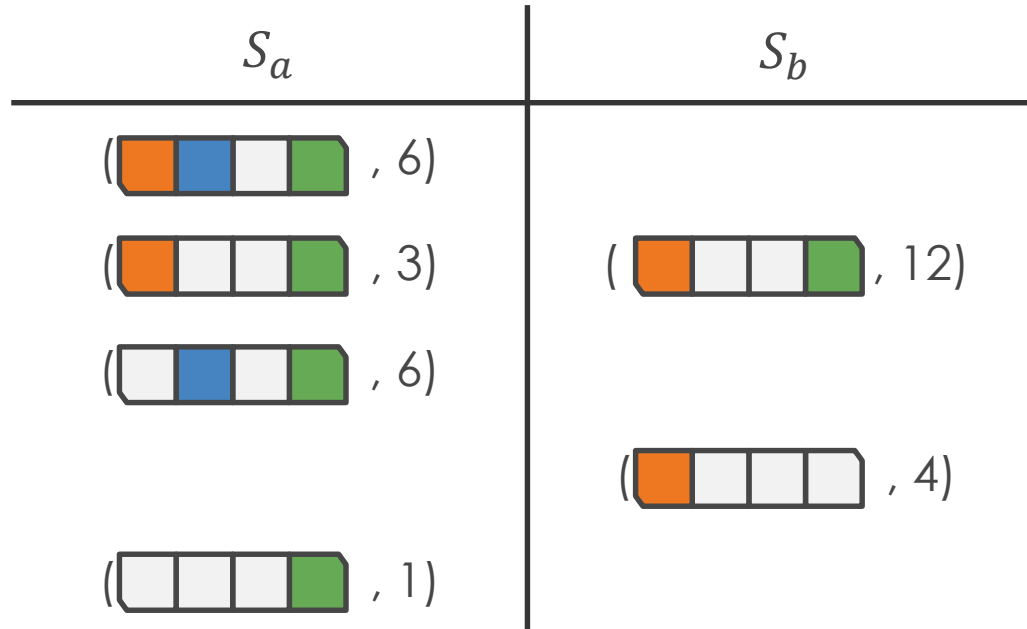 S_a S_b
( , 6)
( , 3) ( , 12)
( , 6)
( , 4)
( , 1)